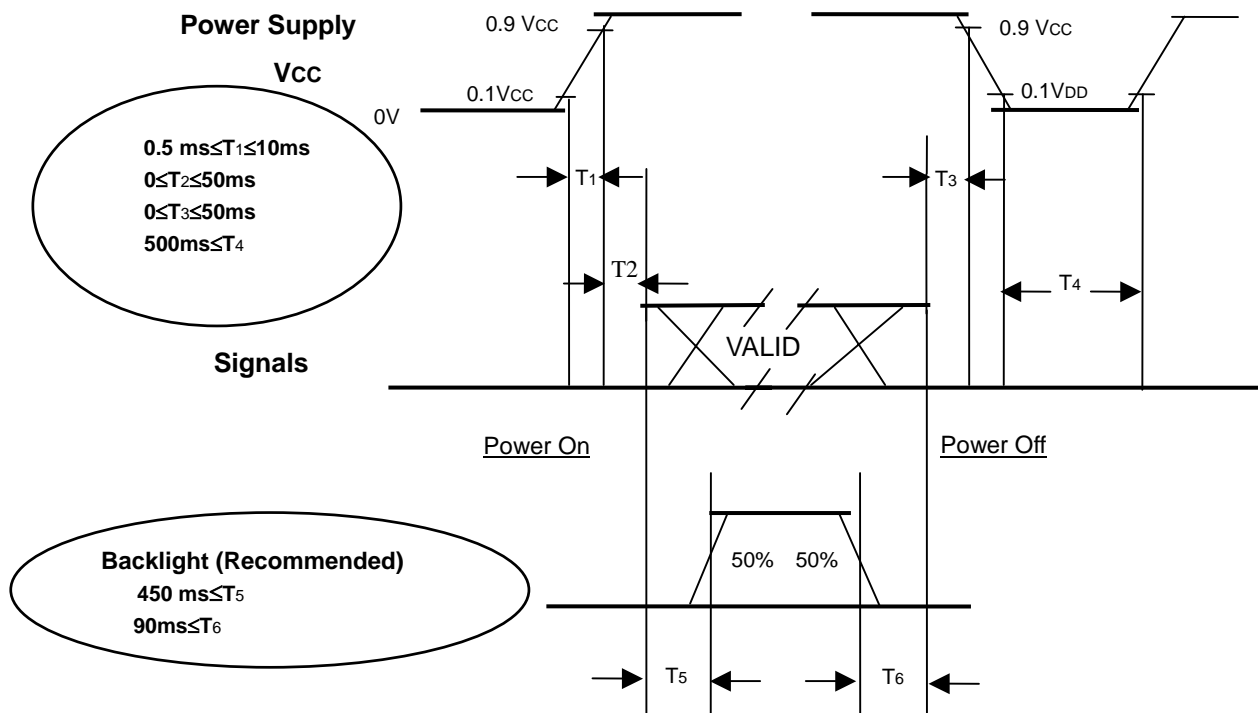 Power Supply
VCC
0V
0.9 VCC
0.1VCC
0.9 VCC
0.1VDD
0.5 ms≤T1≤10ms
0≤T2≤50ms
0≤T3≤50ms
500ms≤T4
T1
T3
T2
T4
VALID
Signals
Power On
Power Off
Backlight (Recommended)
450 ms≤T5
90ms≤T6
50% 50%
T5
T6